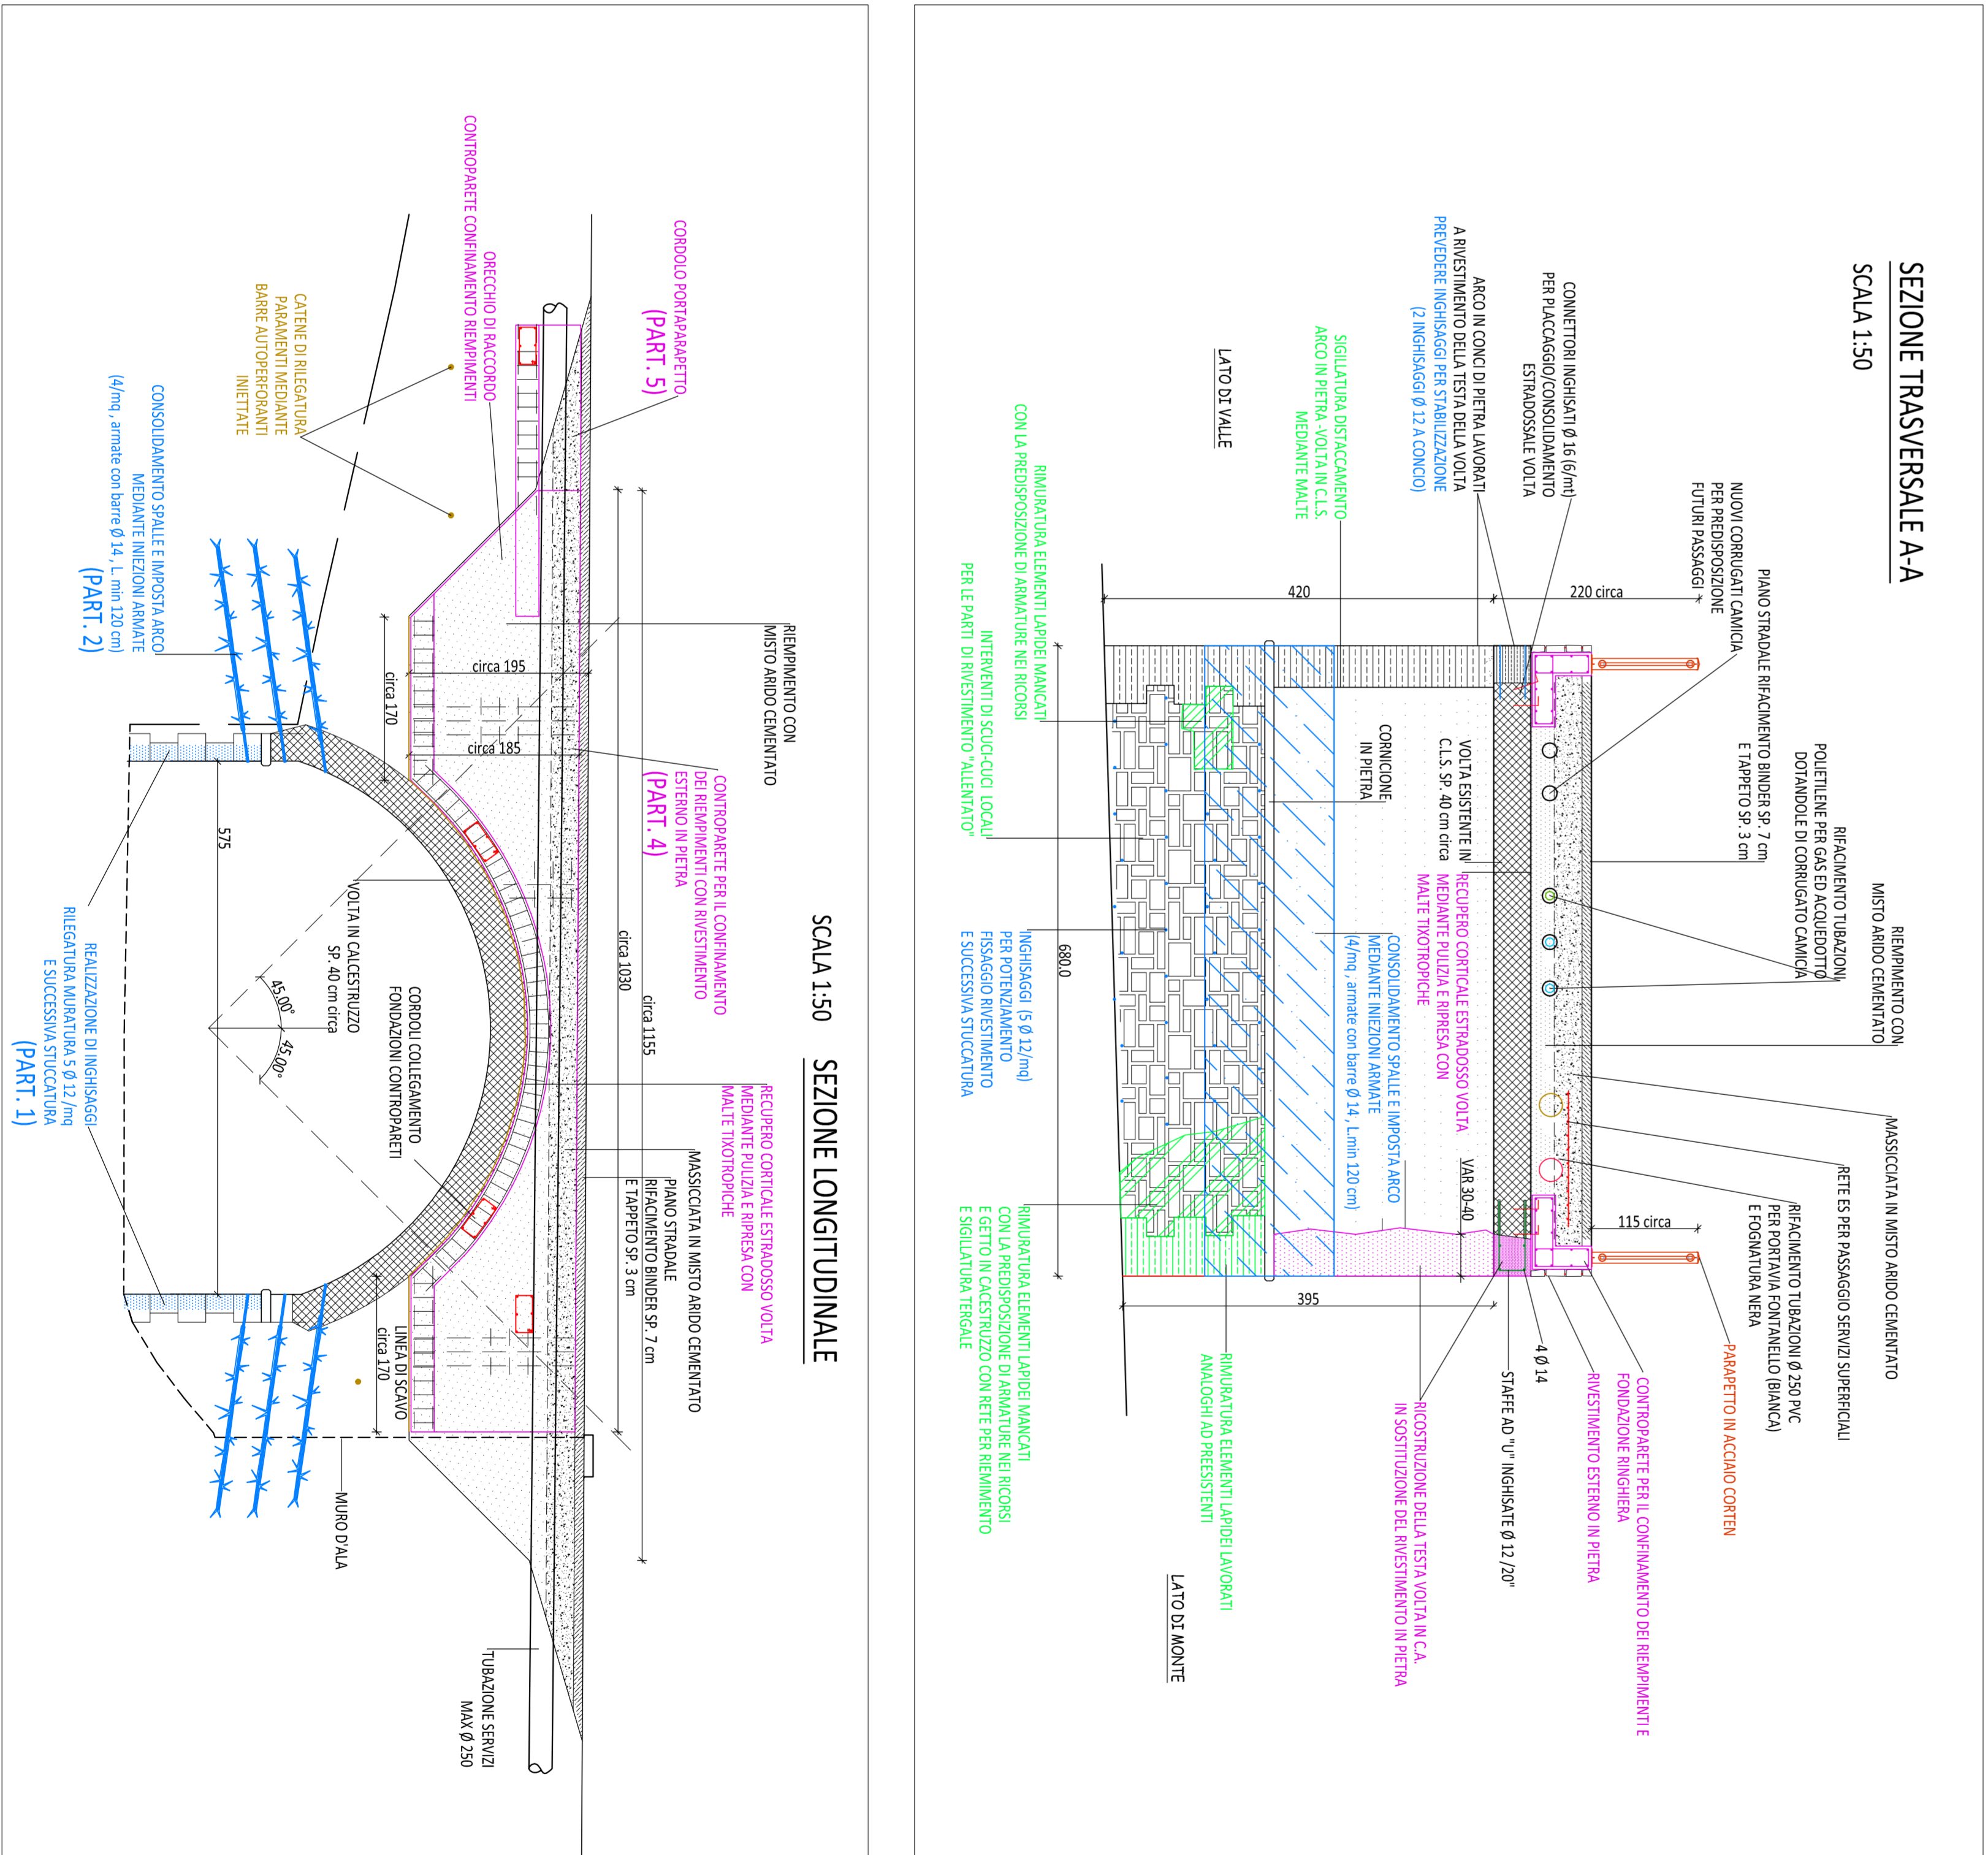 SEZIONE TRASVERSALE A-A
SCALA 1:50
RIEMPIMENTO CON
MISTO ARIDO CEMENTATO
RIFACIMENTO TUBAZIONI
POLIETILENE PER GAS ED ACQUEDOTTO
DOTANDOLE DI CORRUGATO CAMICIA
PIANO STRADALE RIFACIMENTO BINDER SP. 7 cm
E TAPPETO SP. 3 cm
NUOVI CORRUGATI CAMICIA
PER PREDISPOSIZIONE
FUTURI PASSAGGI
CONNETTORI INGHISATI Ø 16 (6/mt)
PER PLACCAGGIO/CONSOLIDAMENTO
ESTRADOSSALE VOLTA
ARCO IN CONCI DI PIETRA LAVORATI
A RIVESTIMENTO DELLA TESTA DELLA VOLTA
PREVEDERE INGHISAGGI PER STABILIZZAZIONE
(2 INGHISAGGI Ø 12 A CONCIO)
SIGILATURA DISTACCAMENTO
ARCO IN PIETRA -VOLTA IN C.L.S.
MEDIANTE MALTE
LATO DI VALLE
RIMURATURA ELEMENTI LAPIDEI MANCATI
CON LA PREDISPOSIZIONE DI ARMATURE NEI RICORSI
INTERVENTI DI SCUCI-CUCI LOCALI
PER LE PARTI DI RIVESTIMENTO "ALLENTATO"
MASSICCIATA IN MISTO ARIDO CEMENTATO
RETE ES PER PASSAGGIO SERVIZI SUPERFICIALI
RIFACIMENTO TUBAZIONI Ø 250 PVC
PER PORTAVIA FONTANELLO (BIANCA)
E FOGNATURA NERA
PARAPETTO IN ACCIAIO CORTEN
CONTROPARETE PER IL CONFINAMENTO DEI RIEMPIMENTI E
FONDAZIONE RINGHIERA
RIVESTIMENTO ESTERNO IN PIETRA
4 Ø 14
STAFFE AD "U" INGHISATE Ø 12 /20"
RICOSTRUZIONE DELLA TESTA VOLTA IN C.A.
IN SOSTITUZIONE DEL RIVESTIMENTO IN PIETRA
RIMURATURA ELEMENTI LAPIDEI LAVORATI
ANALOGHI AD PREESISTENTI
LATO DI MONTE
RIMURATURA ELEMENTI LAPIDEI MANCATI
CON LA PREDISPOSIZIONE DI ARMATURE NEI RICORSI
E GETTO IN CACESTRUZZO CON RETE PER RIEMIMENTO
E SIGILLATURA TERGALE
VOLTA ESISTENTE IN
C.L.S. SP. 40 cm circa
RECUPERO CORTICALE ESTRADOSSO VOLTA
MEDIANTE PULIZIA E RIPRESA CON
MALTE TIXOTROPICHE
CORNICIONE
IN PIETRA
CONSOLIDAMENTO SPALLE E IMPOSTA ARCO
MEDIANTE INIEZIONI ARMATE
(4/mq , armate con barre Ø 14 , L.min 120 cm)
INGHISAGGI (5 Ø 12/mq)
PER POTENZIAMENTO
FISSAGGIO RIVESTIMENTO
E SUCCESSIVA STUCCATURA
220 circa
420
115 circa
VAR 30-40
395
680.0
SCALA 1:50
SEZIONE LONGITUDINALE
RIEMPIMENTO CON
MISTO ARIDO CEMENTATO
CORDOLO PORTAPARAPETTO
(PART. 5)
ORECCHIO DI RACCORDO
CONTROPARETE CONFINAMENTO RIEMPIMENTI
CATENE DI RILEGATURA
PARAMENTI MEDIANTE
BARRE AUTOPERFORANTI
INIETTATE
CONSOLIDAMENTO SPALLE E IMPOSTA ARCO
MEDIANTE INIEZIONI ARMATE
(4/mq , armate con barre Ø 14 , L. min 120 cm)
(PART. 2)
CONTROPARETE PER IL CONFINAMENTO
DEI RIEMPIMENTI CON RIVESTIMENTO
ESTERNO IN PIETRA
(PART. 4)
RECUPERO CORTICALE ESTRADOSSO VOLTA
MEDIANTE PULIZIA E RIPRESA CON
MALTE TIXOTROPICHE
MASSICCIATA IN MISTO ARIDO CEMENTATO
PIANO STRADALE
RIFACIMENTO BINDER SP. 7 cm
E TAPPETO SP. 3 cm
circa 1155
circa 1030
circa 195
circa 185
circa 170
575
VOLTA IN CALCESTRUZZO
SP. 40 cm circa
45.00°
45.00°
CORDOLI COLLEGAMENTO
FONDAZIONI CONTROPARETI
LINEA DI SCAVO
circa 170
MURO D'ALA
TUBAZIONE SERVIZI
MAX Ø 250
REALIZZAZIONE DI INGHISAGGI
RILEGATURA MURATURA 5 Ø 12 /mq
E SUCCESSIVA STUCCATURA
(PART. 1)